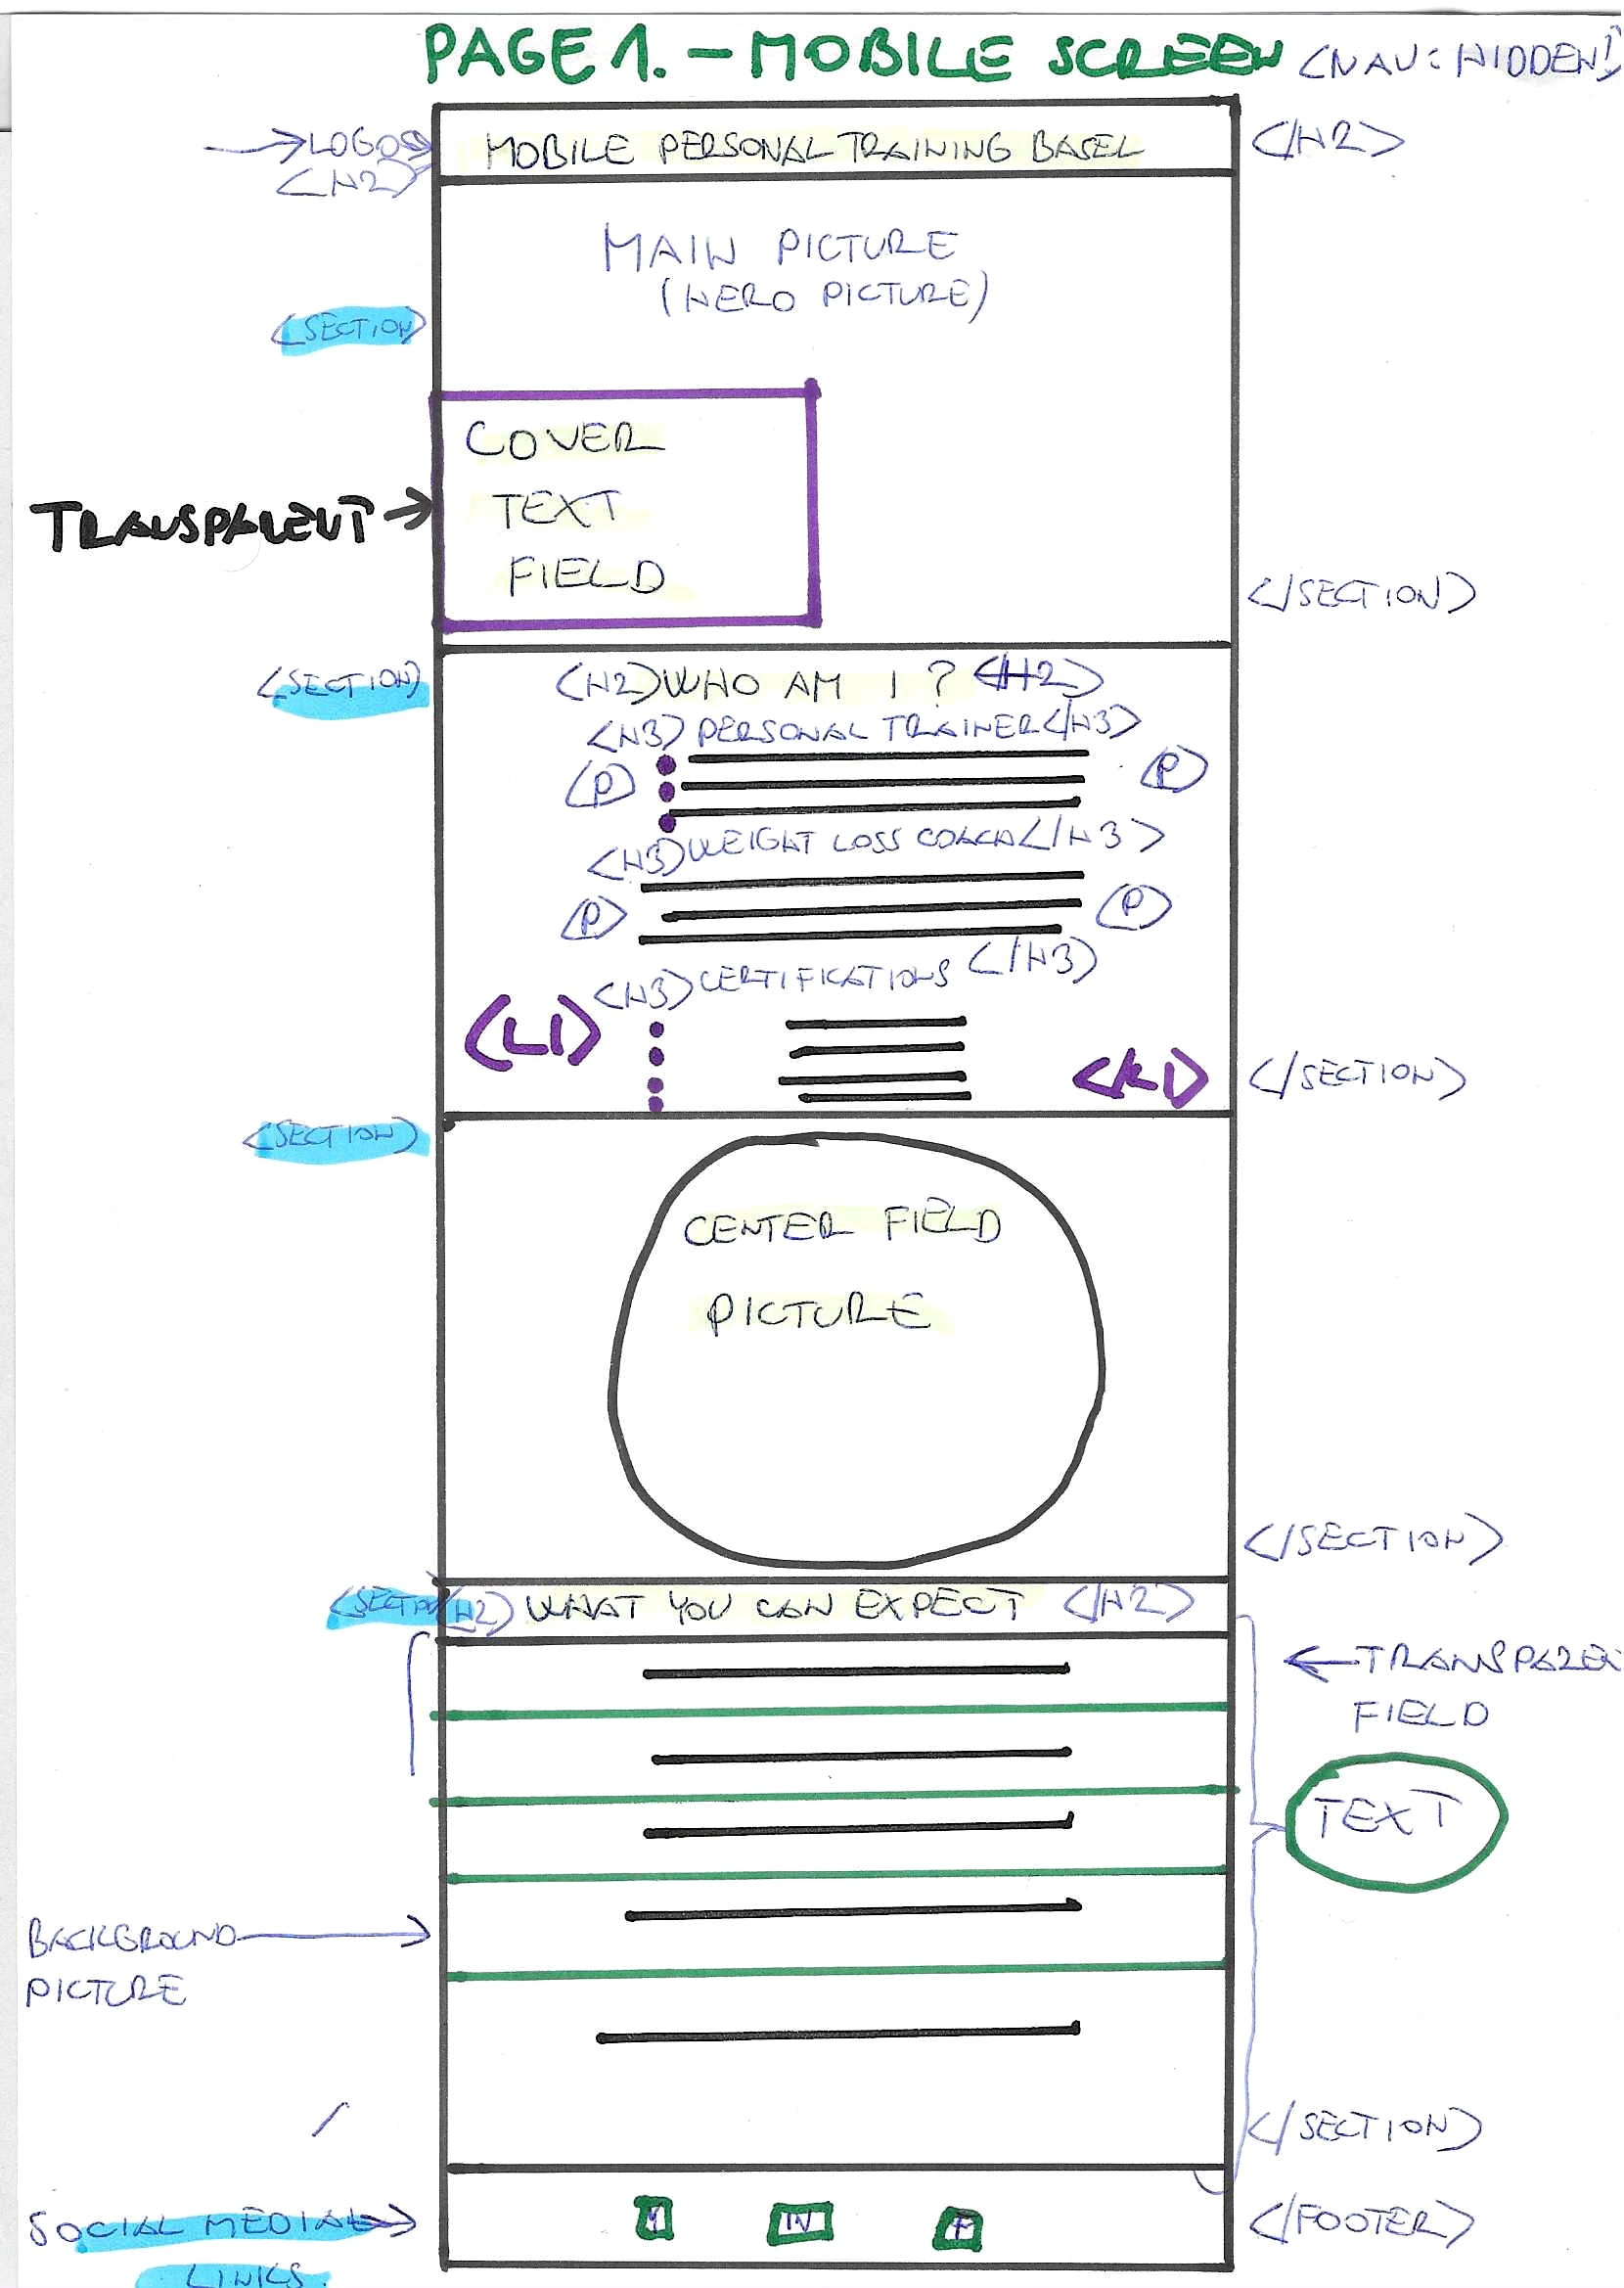 PAGE 1. – MOBILE SCREEN <NAV: HIDDEN!>
→ LOGO → MOBILE PERSONAL TRAINING BASEL </H2>
<H2>
MAIN PICTURE
(HERO PICTURE)
<SECTION>
COVER
TRANSPARENT → TEXT
FIELD
</SECTION>
<SECTION> <H2> WHO AM I? </H2>
<H3> PERSONAL TRAINER </H3>
<P> <P>
<H3> WEIGHT LOSS COACH </H3>
<P> <P>
<H3> CERTIFICATIONS </H3>
<LI> </LI> </SECTION>
<SECTION>
CENTER FIELD
PICTURE
</SECTION>
<SECTION> <H2> WHAT YOU CAN EXPECT </H2>
← TRANSPAREN
FIELD
TEXT
BACKGROUND →
PICTURE
</SECTION>
SOCIAL MEDIA → Y IN F </FOOTER>
LINKS